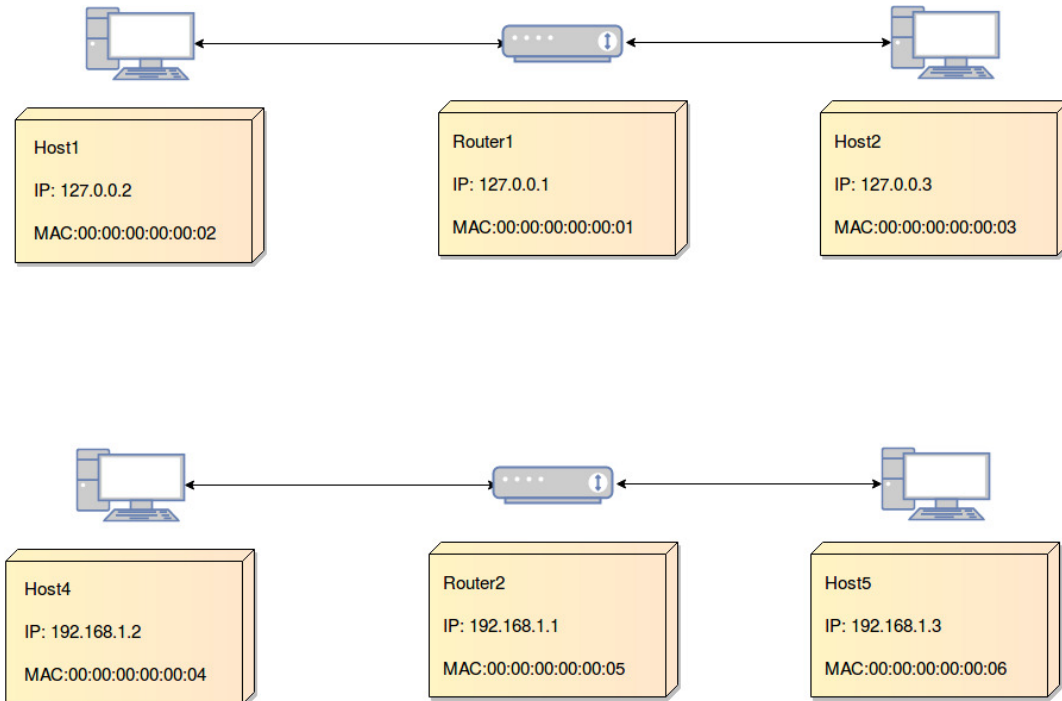 Host1
IP: 127.0.0.2
MAC:00:00:00:00:00:02
Router1
IP: 127.0.0.1
MAC:00:00:00:00:00:01
Host2
IP: 127.0.0.3
MAC:00:00:00:00:00:03
Host4
IP: 192.168.1.2
MAC:00:00:00:00:00:04
Router2
IP: 192.168.1.1
MAC:00:00:00:00:00:05
Host5
IP: 192.168.1.3
MAC:00:00:00:00:00:06